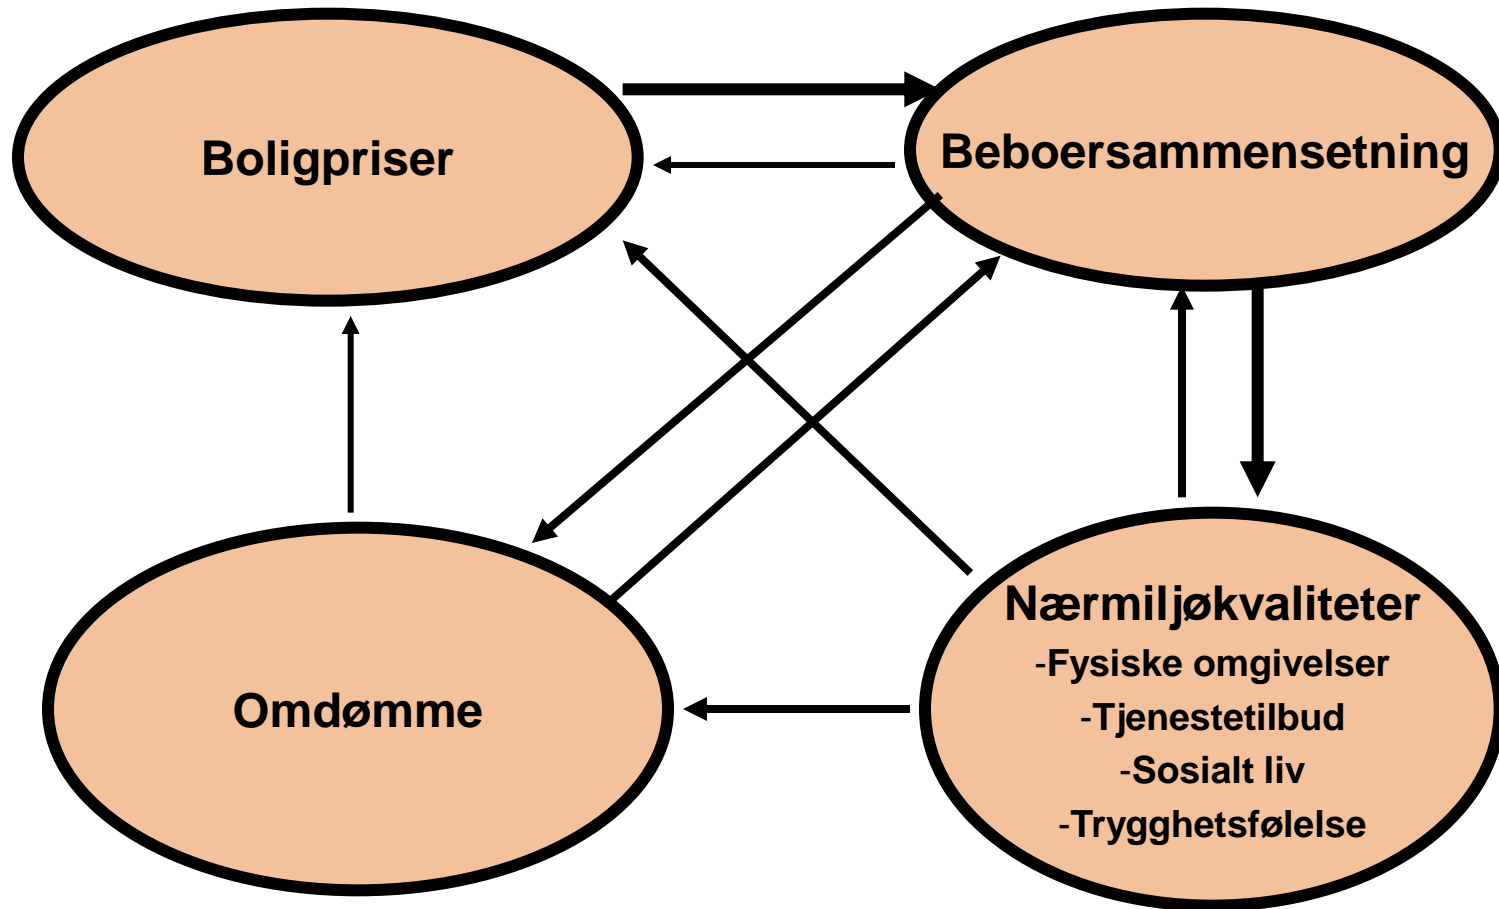 Boligpriser
Beboersammensetning
Omdømme
Nærmiljøkvaliteter
-Fysiske omgivelser
-Tjenestetilbud
-Sosialt liv
-Trygghetsfølelse